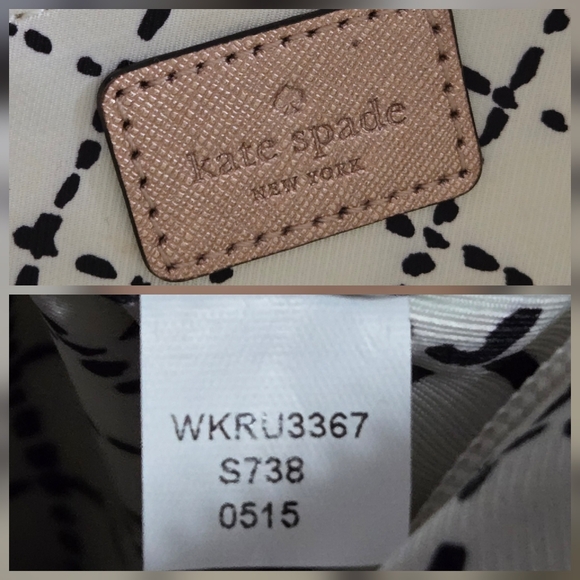 kate spade
NEW YORK
WKRU3367
S738
0515